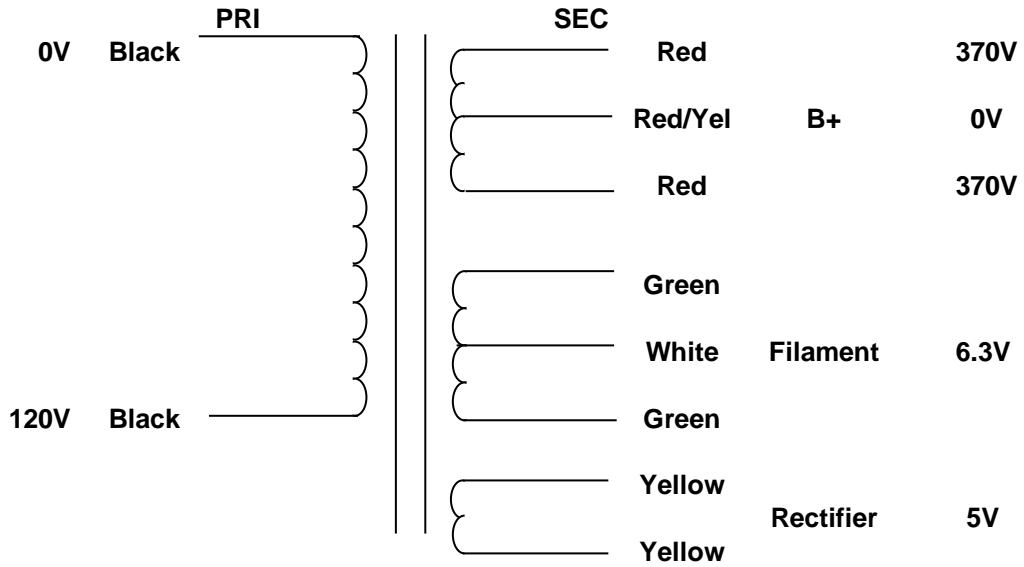 PRI SEC
0V Black Red 370V
Red/Yel B+ 0V
Red 370V
Green
White Filament 6.3V
120V Black Green
Yellow
Rectifier 5V
Yellow